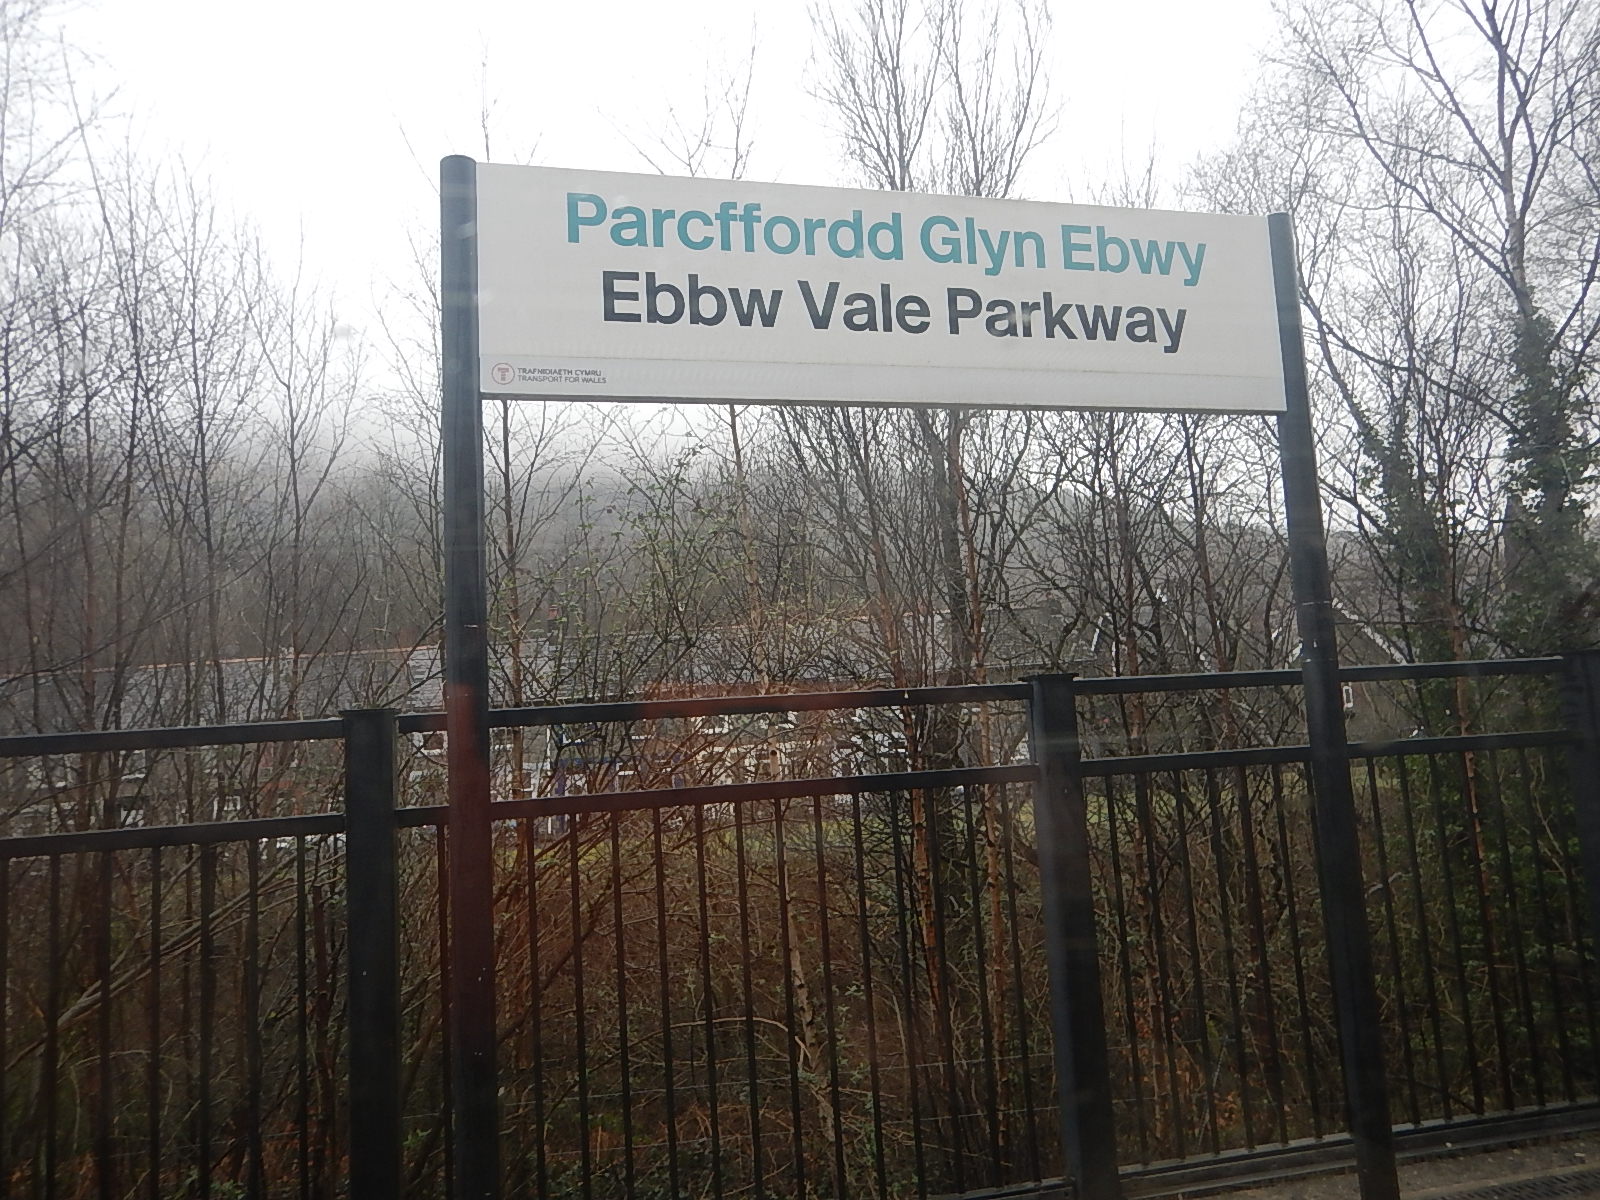 Parcffordd Glyn Ebwy
Ebbw Vale Parkway
TRAFNIDIAETH CYMRU
TRANSPORT FOR WALES